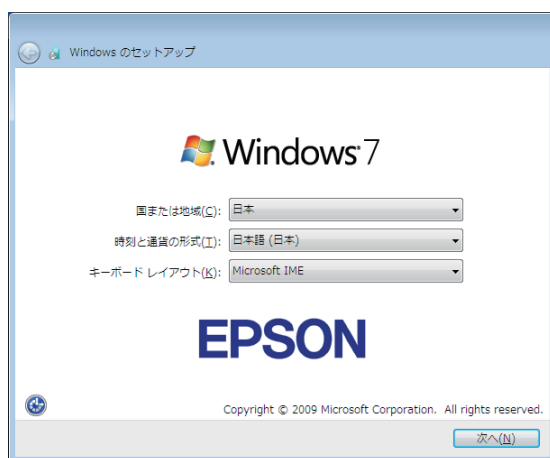 Windows のセットアップ
Windows 7
国または地域(C): 日本
時刻と通貨の形式(T): 日本語 (日本)
キーボード レイアウト(K): Microsoft IME
EPSON
Copyright © 2009 Microsoft Corporation. All rights reserved.
次へ(N)